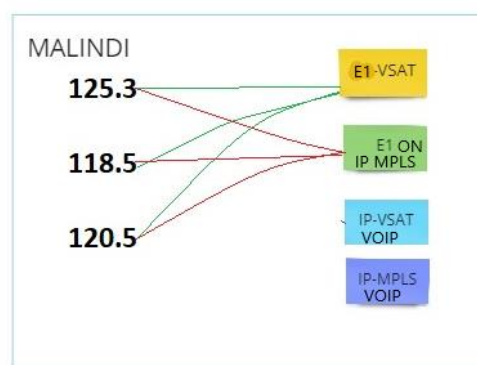 MALINDI
125.3
118.5
120.5
E1-VSAT
E1 ON
IP MPLS
IP-VSAT
VOIP
IP-MPLS
VOIP